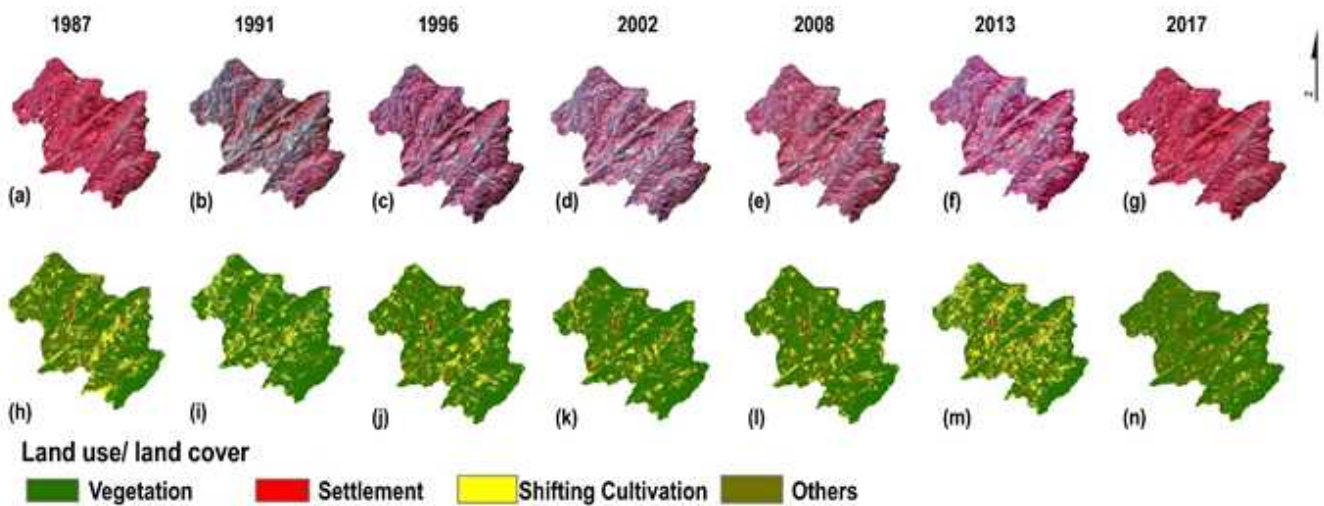 1987 1991 1996 2002 2008 2013 2017
(a) (b) (c) (d) (e) (f) (g)
(h) (i) (j) (k) (l) (m) (n)
Land use/ land cover
Vegetation Settlement Shifting Cultivation Others